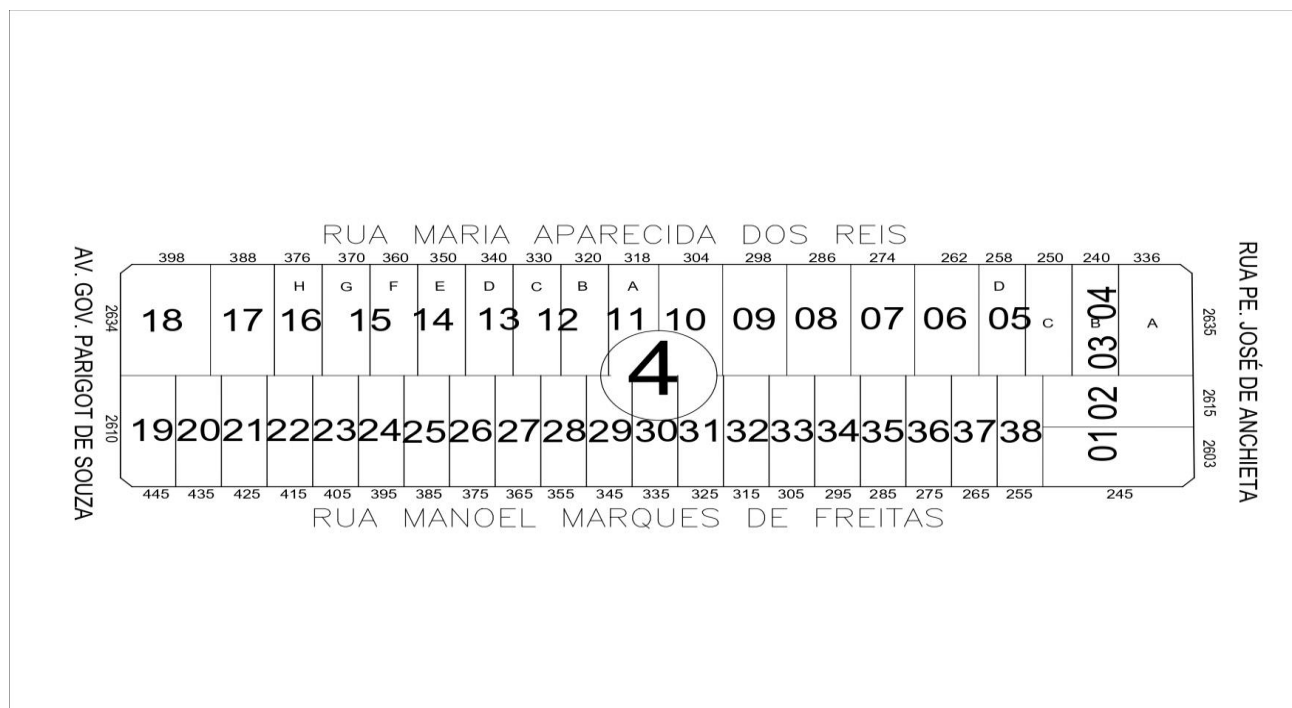 RUA MARIA APARECIDA DOS REIS
398 388 376 370 360 350 340 330 320 318 304 298 286 274 262 258 250 240 336
H G F E D C B A D C B A
18 17 16 15 14 13 12 11 10 09 08 07 06 05
04
03
02
01
4
19 20 21 22 23 24 25 26 27 28 29 30 31 32 33 34 35 36 37 38
445 435 425 415 405 395 385 375 365 355 345 335 325 315 305 295 285 275 265 255 245
RUA MANOEL MARQUES DE FREITAS
AV. GOV. PARIGOT DE SOUZA
2634
2610
2635
2615
2603
RUA PE. JOSÉ DE ANCHIETA